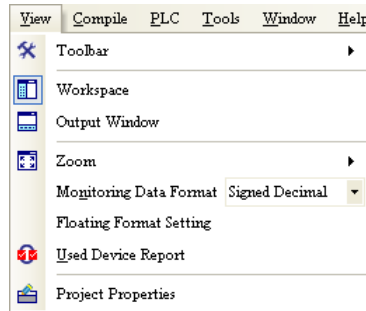 View Compile PLC Tools Window Help
Toolbar
Workspace
Output Window
Zoom
Monitoring Data Format Signed Decimal
Floating Format Setting
Used Device Report
Project Properties